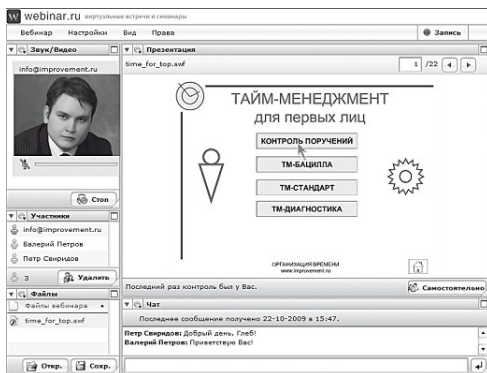 w webinar.ru виртуальные встречи и семинары
Вебинар Настройки Вид Права Запись
Звук/Видео
info@improvement.ru
Стоп
Участники
info@improvement.ru
Валерий Петров
Петр Свиридов
3 Удалить
Файлы
Файлы вебинара
time_for_top.swf
Откр. Сохр.
Презентация
time_for_top.swf 1 /22
ТАЙМ-МЕНЕДЖМЕНТ
для первых лиц
КОНТРОЛЬ ПОРУЧЕНИЙ
ТМ-БАЦИЛЛА
ТМ-СТАНДАРТ
ТМ-ДИАГНОСТИКА
ОРГАНИЗАЦИЯ ВРЕМЕНИ
www.improvement.ru
Последний раз контроль был у Вас. Самостоятельно
Чат
Последнее сообщение получено 22-10-2009 в 15:47.
Петр Свиридов: Добрый день, Глеб!
Валерий Петров: Приветствую Вас!